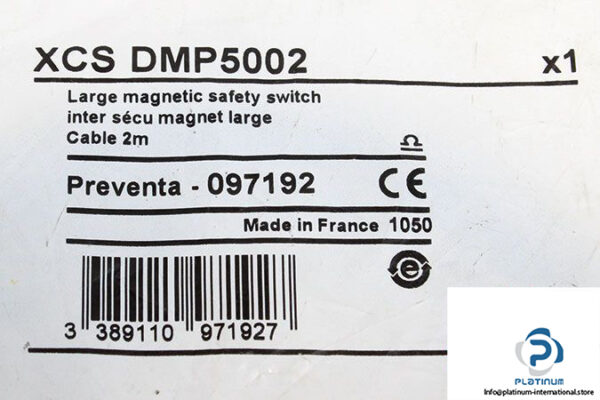 XCS DMP5002 x1
Large magnetic safety switch
inter sécu magnet large
Cable 2m
Preventa - 097192 CE
Made in France 1050
e
3 389110 971927
P
PLATINUM
Info@platinum-international.store